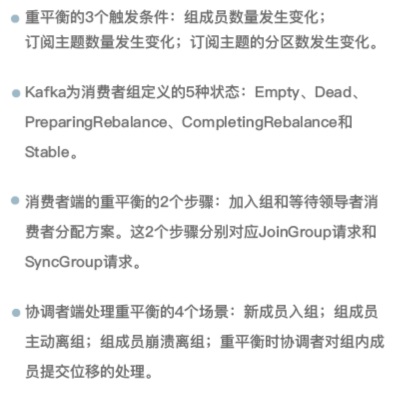 重平衡的3个触发条件：组成员数量发生变化；
订阅主题数量发生变化；订阅主题的分区数发生变化。
Kafka为消费者组定义的5种状态：Empty、Dead、
PreparingRebalance、CompletingRebalance和
Stable。
消费者端的重平衡的2个步骤：加入组和等待领导者消
费者分配方案。这2个步骤分别对应JoinGroup请求和
SyncGroup请求。
协调者端处理重平衡的4个场景：新成员入组；组成员
主动离组；组成员崩溃离组；重平衡时协调者对组内成
员提交位移的处理。